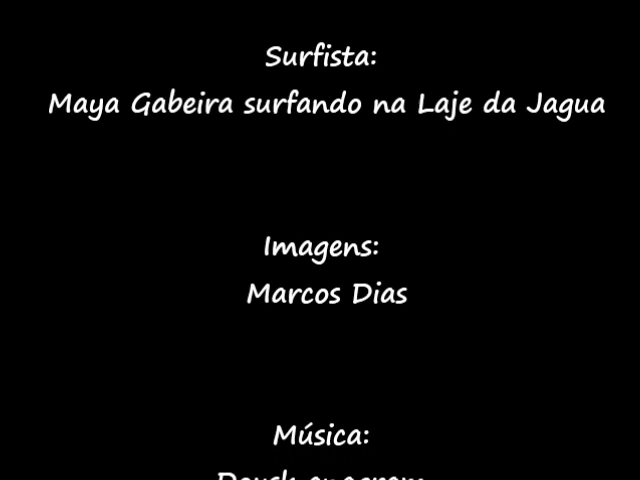 Surfista:
Maya Gabeira surfando na Laje da Jagua
Imagens:
Marcos Dias
Música: